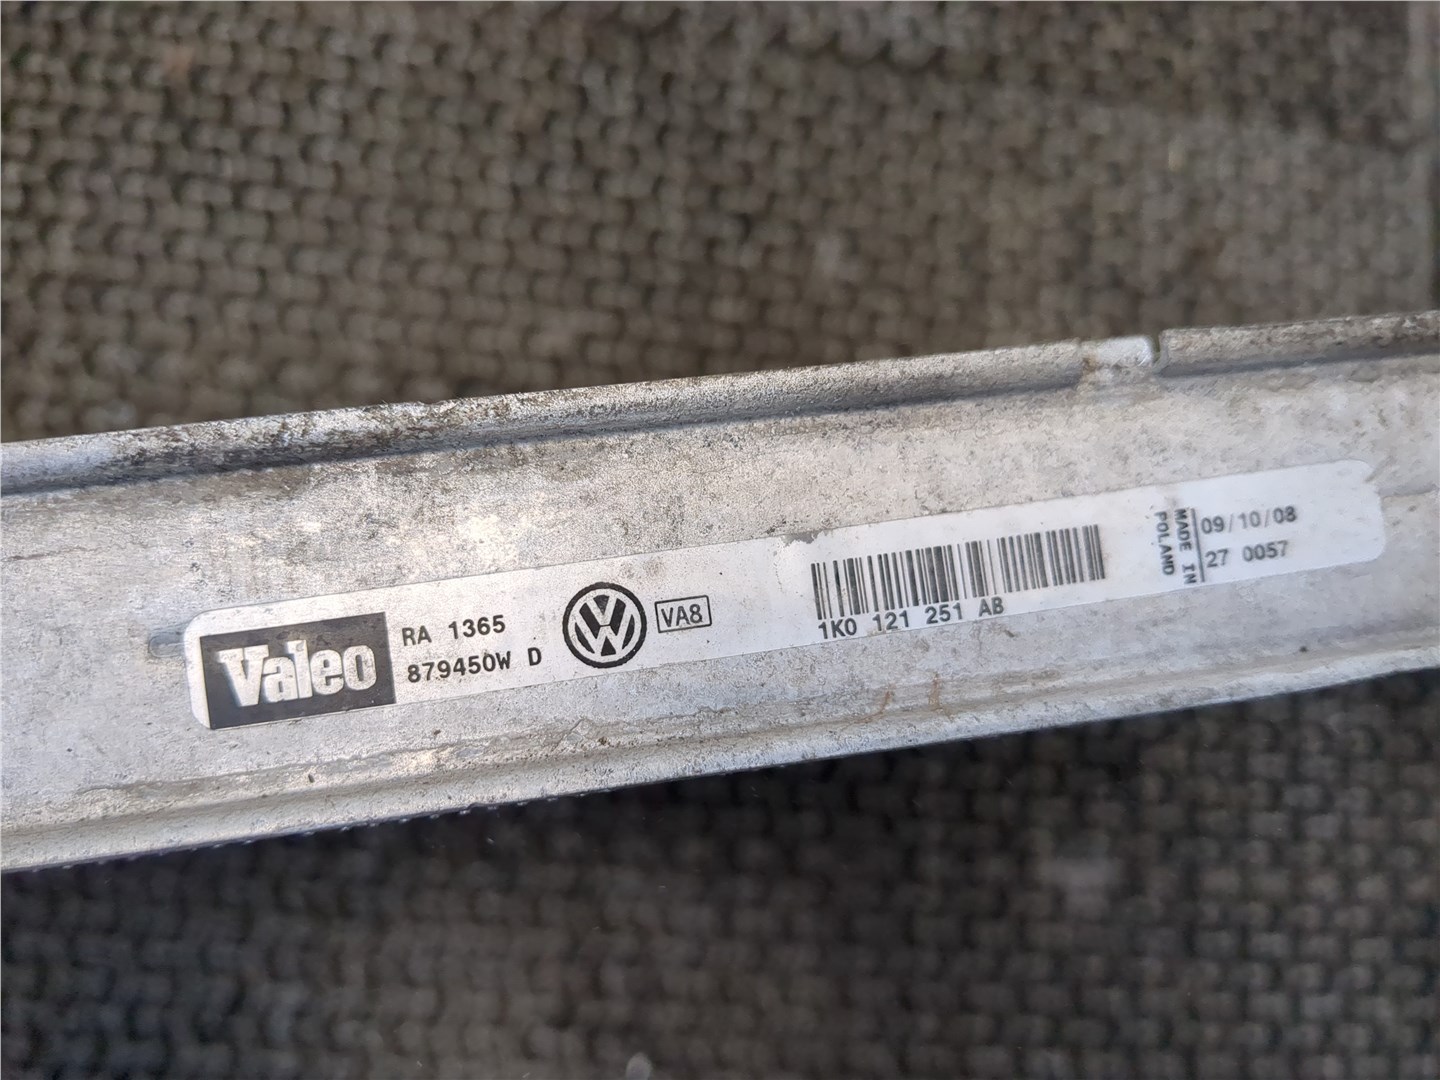 Valeo
RA 1365
879450W D
VA8
1K0 121 251 AB
MADE IN
POLAND
09/10/08
27 0057